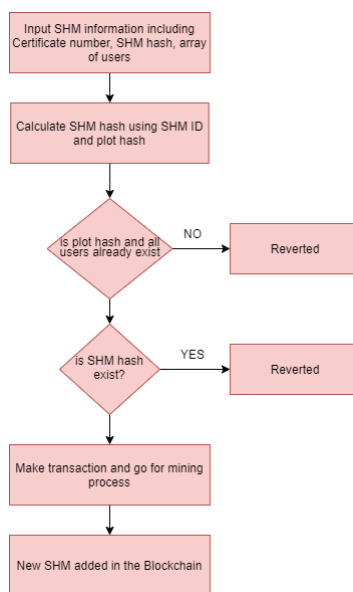 Input SHM information including
Certificate number, SHM hash, array
of users
Calculate SHM hash using SHM ID
and plot hash
is plot hash and all
users already exist
NO
Reverted
is SHM hash
exist?
YES
Reverted
Make transaction and go for mining
process
New SHM added in the Blockchain